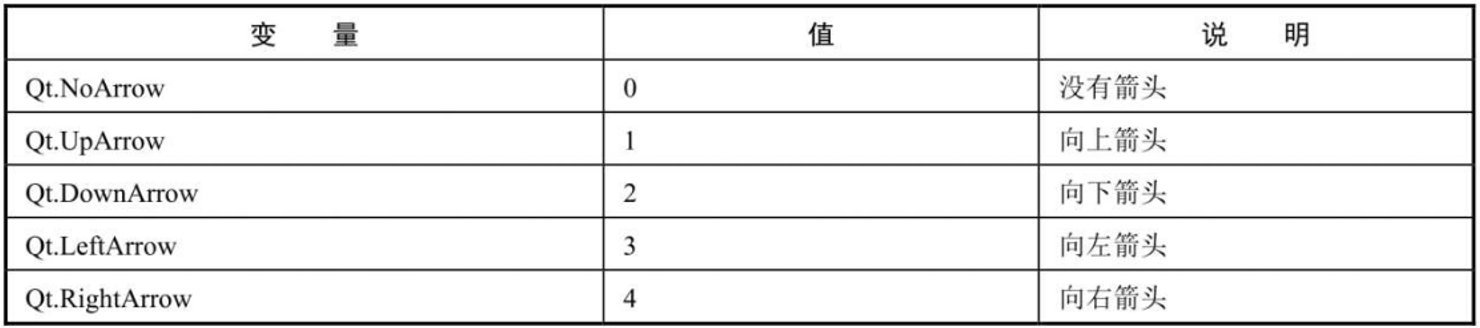 变 量 值 说 明
Qt.NoArrow 0 没有箭头
Qt.UpArrow 1 向上箭头
Qt.DownArrow 2 向下箭头
Qt.LeftArrow 3 向左箭头
Qt.RightArrow 4 向右箭头